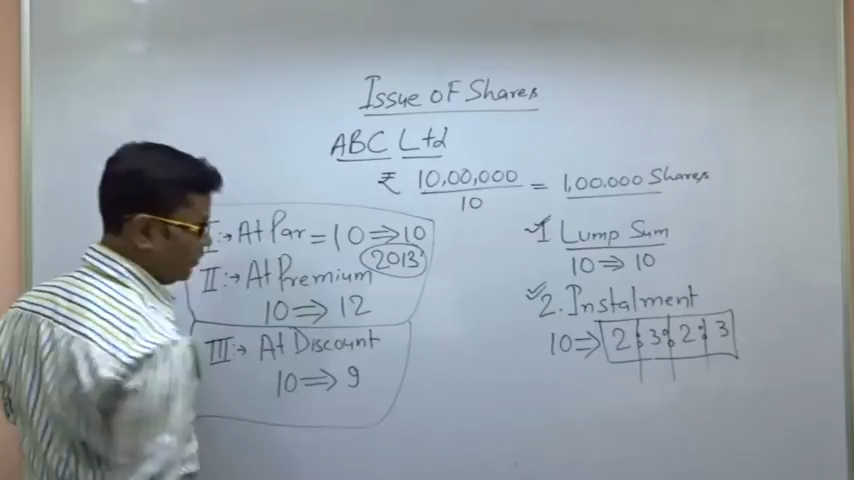 Issue OF Shares
ABC Ltd
₹ 10,00,000 / 10 = 1,00,000 Shares
I :→ At Par = 10 ⇒ 10
2013'
II :→ At Premium
10 ⇒ 12
III :→ At Discount
10 ⇒ 9
1 Lump Sum
10 ⇒ 10
2. Instalment
10 ⇒ 2 3 2 3